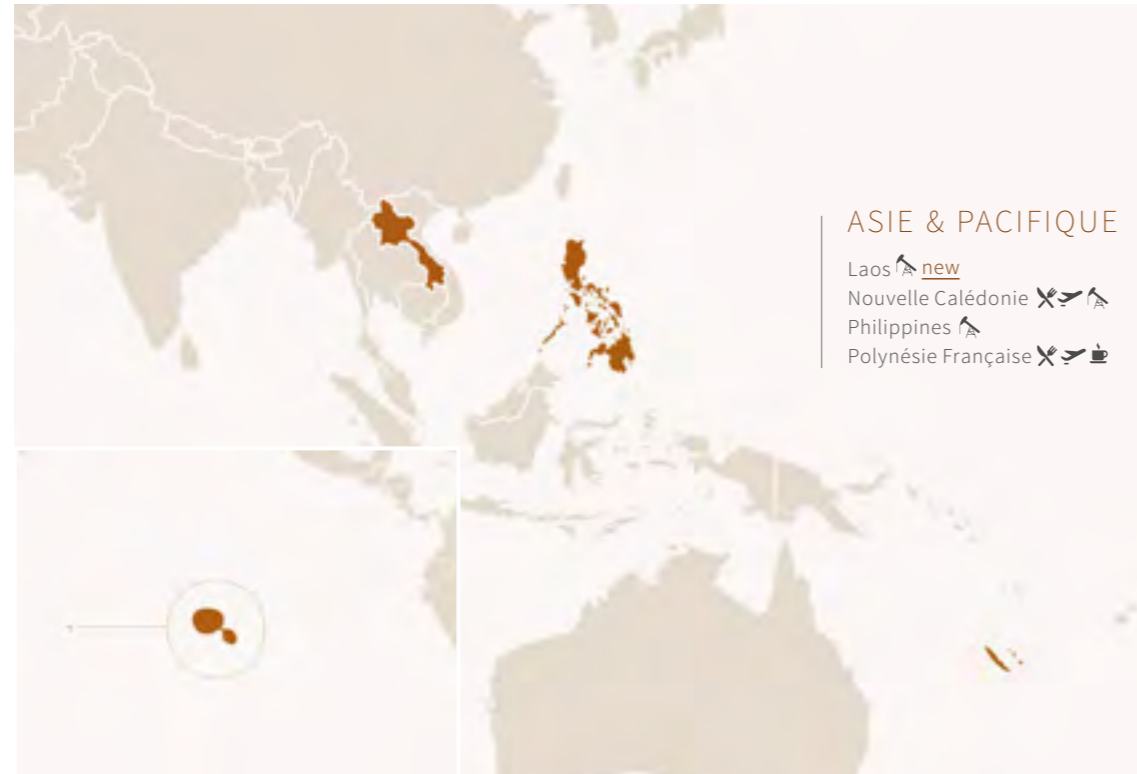 ASIE & PACIFIQUE
Laos new
Nouvelle Calédonie
Philippines
Polynésie Française